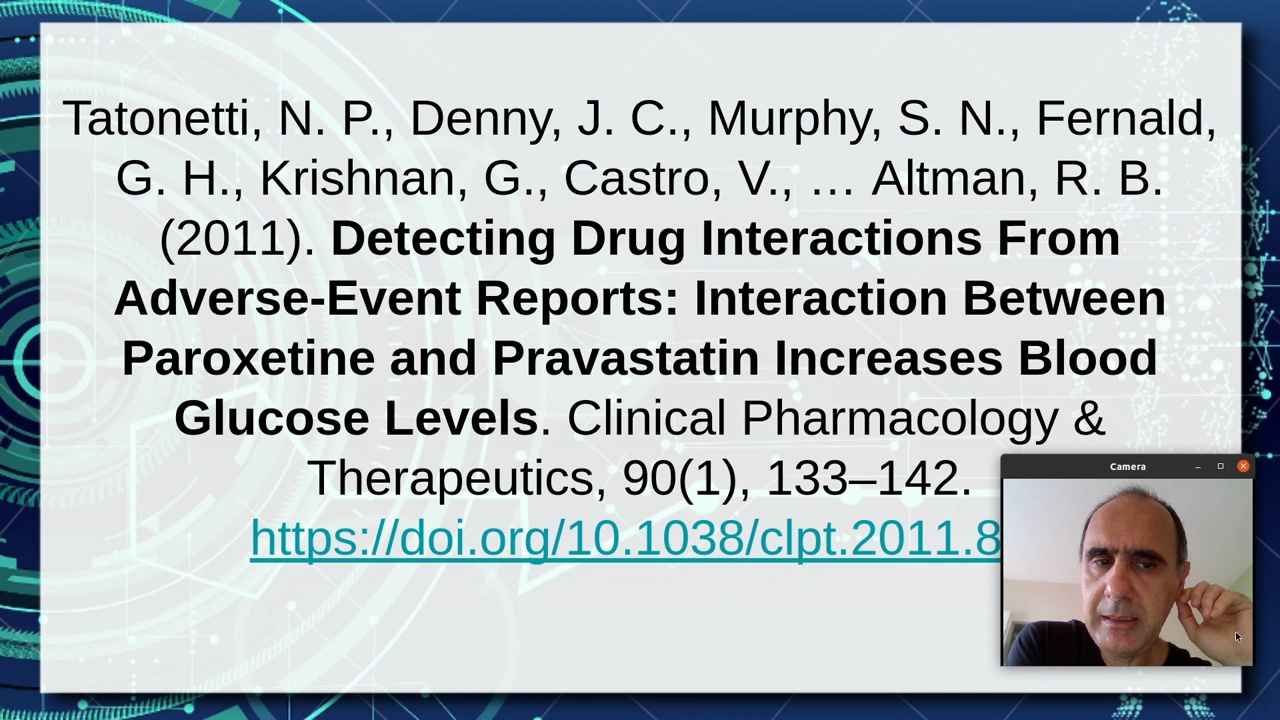 Tatonetti, N. P., Denny, J. C., Murphy, S. N., Fernald,
G. H., Krishnan, G., Castro, V., … Altman, R. B.
(2011). Detecting Drug Interactions From
Adverse-Event Reports: Interaction Between
Paroxetine and Pravastatin Increases Blood
Glucose Levels. Clinical Pharmacology &
Therapeutics, 90(1), 133–142.
https://doi.org/10.1038/clpt.2011.8
Camera